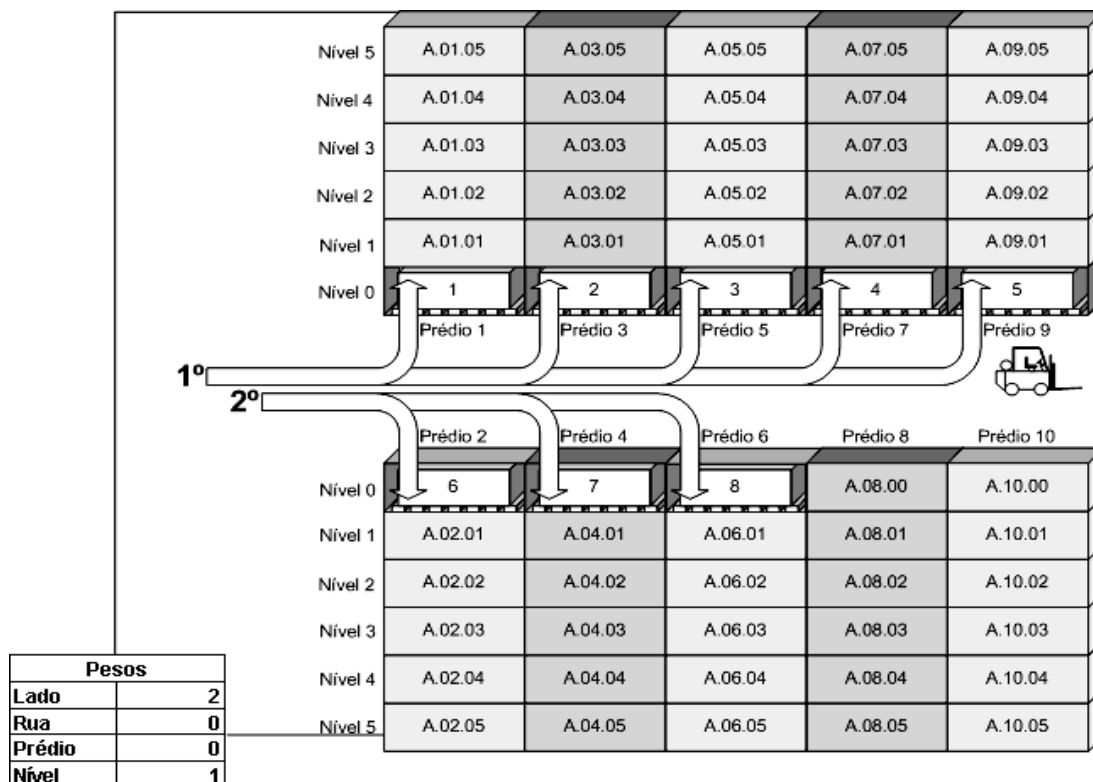 Nível 5 A.01.05 A.03.05 A.05.05 A.07.05 A.09.05
Nível 4 A.01.04 A.03.04 A.05.04 A.07.04 A.09.04
Nível 3 A.01.03 A.03.03 A.05.03 A.07.03 A.09.03
Nível 2 A.01.02 A.03.02 A.05.02 A.07.02 A.09.02
Nível 1 A.01.01 A.03.01 A.05.01 A.07.01 A.09.01
Nível 0 1 2 3 4 5
Prédio 1 Prédio 3 Prédio 5 Prédio 7 Prédio 9
1º
2º
Prédio 2 Prédio 4 Prédio 6 Prédio 8 Prédio 10
Nível 0 6 7 8 A.08.00 A.10.00
Nível 1 A.02.01 A.04.01 A.06.01 A.08.01 A.10.01
Nível 2 A.02.02 A.04.02 A.06.02 A.08.02 A.10.02
Nível 3 A.02.03 A.04.03 A.06.03 A.08.03 A.10.03
Nível 4 A.02.04 A.04.04 A.06.04 A.08.04 A.10.04
Nível 5 A.02.05 A.04.05 A.06.05 A.08.05 A.10.05
Pesos
Lado 2
Rua 0
Prédio 0
Nível 1